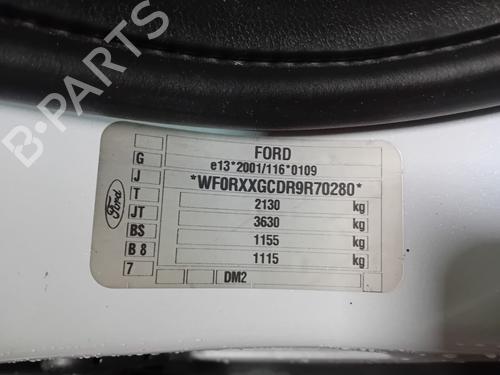 B-PARTS
FORD
e13*2001/116*0109
*WF0RXXGCDR9R70280*
2130 kg
3630 kg
1155 kg
1115 kg
DM2
G
J
T
JT
BS
B 8
7
Ford